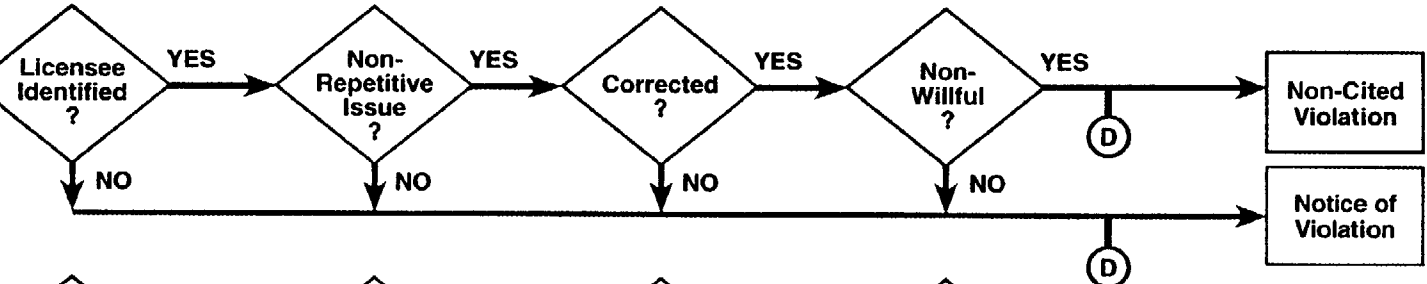 Licensee
Identified
?
YES
NO
Non-
Repetitive
Issue
?
YES
NO
Corrected
?
YES
NO
Non-
Willful
?
YES
NO
D
Non-Cited
Violation
D
Notice of
Violation